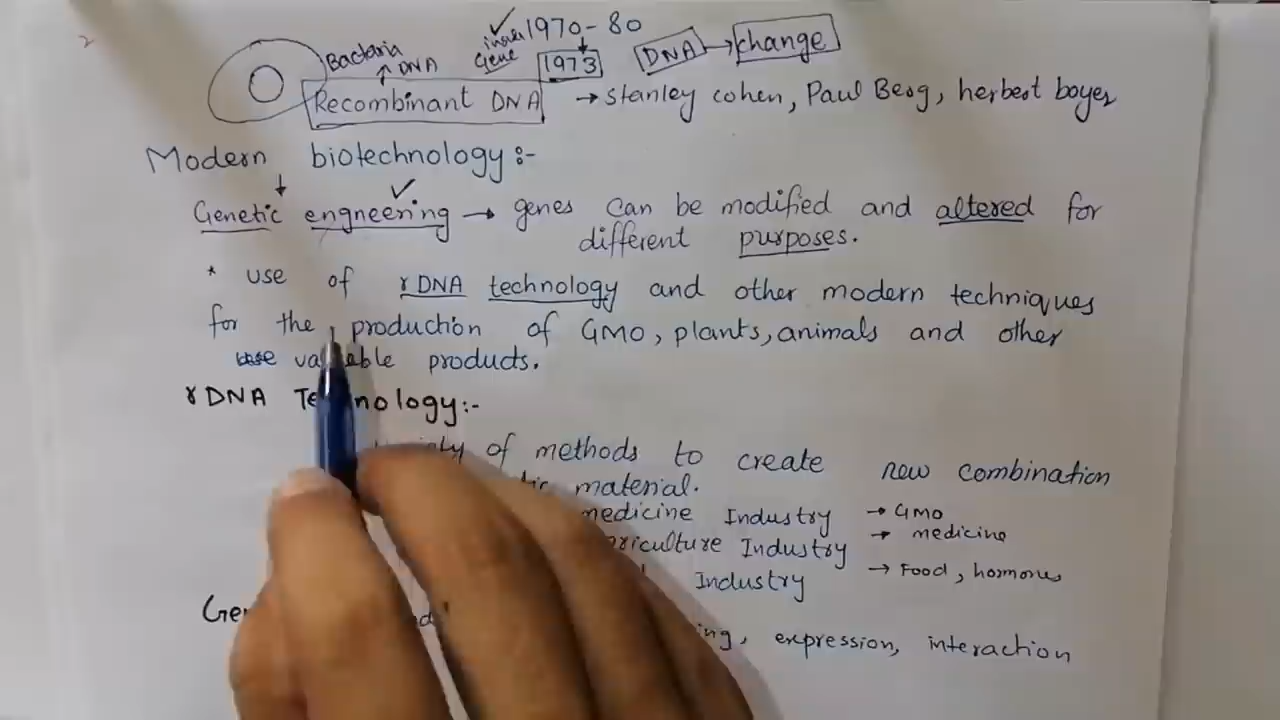 1970-80
Bacteria ↑ DNA gene 1973 DNA → change
Recombinant DNA → Stanley cohen, Paul Berg, herbert boyer
Modern biotechnology:-
Genetic engneering → genes can be modified and altered for
different purposes.
* use of rDNA technology and other modern techniques
for the production of GMO, plants, animals and other
products.
rDNA :-
of methods to create new combination
material.
medicine Industry → GMO
Industry → medicine
Industry → Food, hormones
expression, interaction